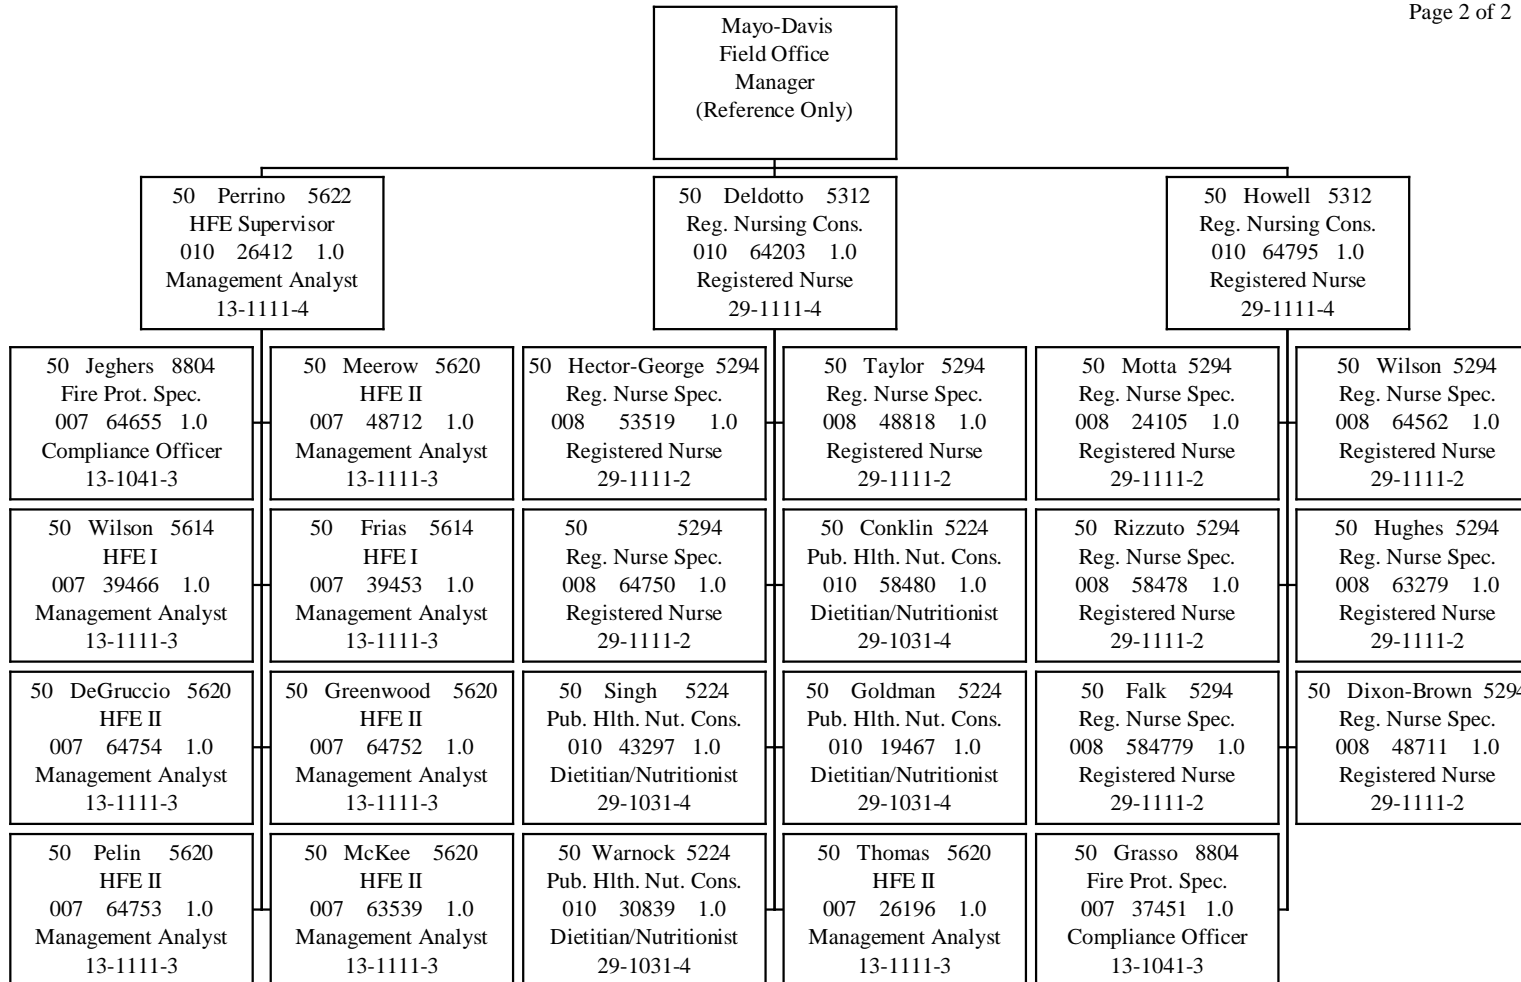 Page 2 of 2
Mayo-Davis
Field Office
Manager
(Reference Only)
50 Perrino 5622
HFE Supervisor
010 26412 1.0
Management Analyst
13-1111-4
50 Deldotto 5312
Reg. Nursing Cons.
010 64203 1.0
Registered Nurse
29-1111-4
50 Howell 5312
Reg. Nursing Cons.
010 64795 1.0
Registered Nurse
29-1111-4
50 Jeghers 8804
Fire Prot. Spec.
007 64655 1.0
Compliance Officer
13-1041-3
50 Meerow 5620
HFE II
007 48712 1.0
Management Analyst
13-1111-3
50 Hector-George 5294
Reg. Nurse Spec.
008 53519 1.0
Registered Nurse
29-1111-2
50 Taylor 5294
Reg. Nurse Spec.
008 48818 1.0
Registered Nurse
29-1111-2
50 Motta 5294
Reg. Nurse Spec.
008 24105 1.0
Registered Nurse
29-1111-2
50 Wilson 5294
Reg. Nurse Spec.
008 64562 1.0
Registered Nurse
29-1111-2
50 Wilson 5614
HFE I
007 39466 1.0
Management Analyst
13-1111-3
50 Frias 5614
HFE I
007 39453 1.0
Management Analyst
13-1111-3
50 5294
Reg. Nurse Spec.
008 64750 1.0
Registered Nurse
29-1111-2
50 Conklin 5224
Pub. Hlth. Nut. Cons.
010 58480 1.0
Dietitian/Nutritionist
29-1031-4
50 Rizzuto 5294
Reg. Nurse Spec.
008 58478 1.0
Registered Nurse
29-1111-2
50 Hughes 5294
Reg. Nurse Spec.
008 63279 1.0
Registered Nurse
29-1111-2
50 DeGruccio 5620
HFE II
007 64754 1.0
Management Analyst
13-1111-3
50 Greenwood 5620
HFE II
007 64752 1.0
Management Analyst
13-1111-3
50 Singh 5224
Pub. Hlth. Nut. Cons.
010 43297 1.0
Dietitian/Nutritionist
29-1031-4
50 Goldman 5224
Pub. Hlth. Nut. Cons.
010 19467 1.0
Dietitian/Nutritionist
29-1031-4
50 Falk 5294
Reg. Nurse Spec.
008 584779 1.0
Registered Nurse
29-1111-2
50 Dixon-Brown 5294
Reg. Nurse Spec.
008 48711 1.0
Registered Nurse
29-1111-2
50 Pelin 5620
HFE II
007 64753 1.0
Management Analyst
13-1111-3
50 McKee 5620
HFE II
007 63539 1.0
Management Analyst
13-1111-3
50 Warnock 5224
Pub. Hlth. Nut. Cons.
010 30839 1.0
Dietitian/Nutritionist
29-1031-4
50 Thomas 5620
HFE II
007 26196 1.0
Management Analyst
13-1111-3
50 Grasso 8804
Fire Prot. Spec.
007 37451 1.0
Compliance Officer
13-1041-3